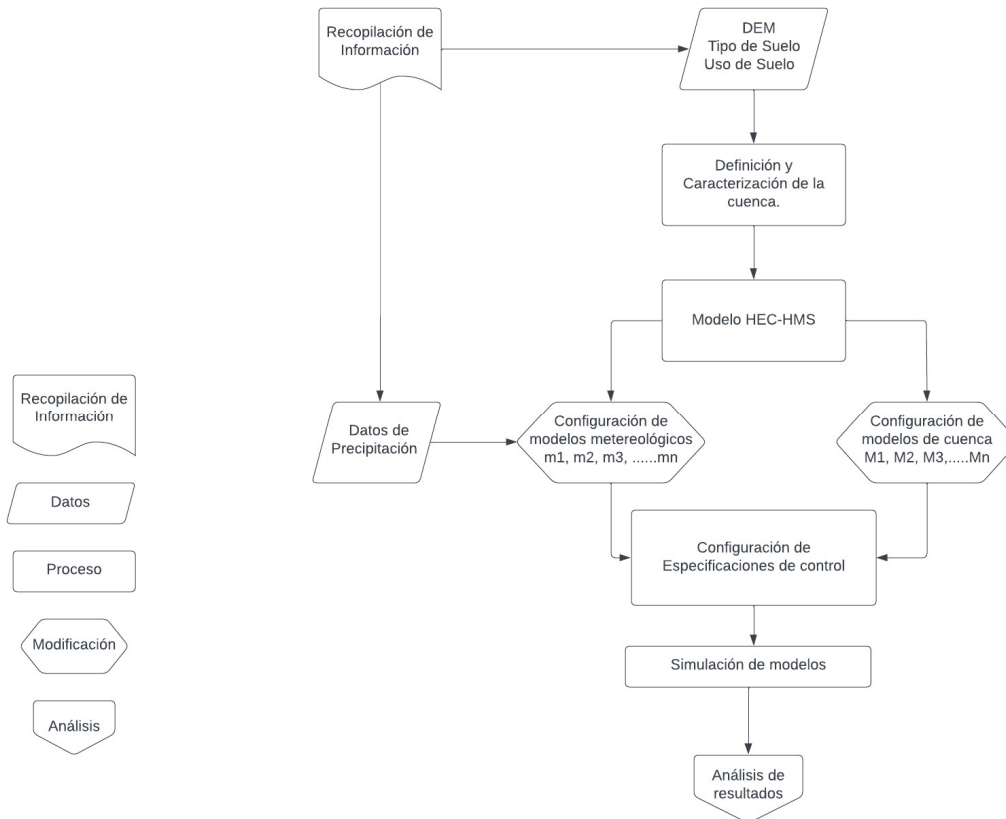 Recopilación de
Información
DEM
Tipo de Suelo
Uso de Suelo
Definición y
Caracterización de la
cuenca.
Modelo HEC-HMS
Datos de
Precipitación
Configuración de
modelos metereológicos
m1, m2, m3, ......mn
Configuración de
modelos de cuenca
M1, M2, M3,.....Mn
Configuración de
Especificaciones de control
Simulación de modelos
Análisis de
resultados
Recopilación de
Información
Datos
Proceso
Modificación
Análisis